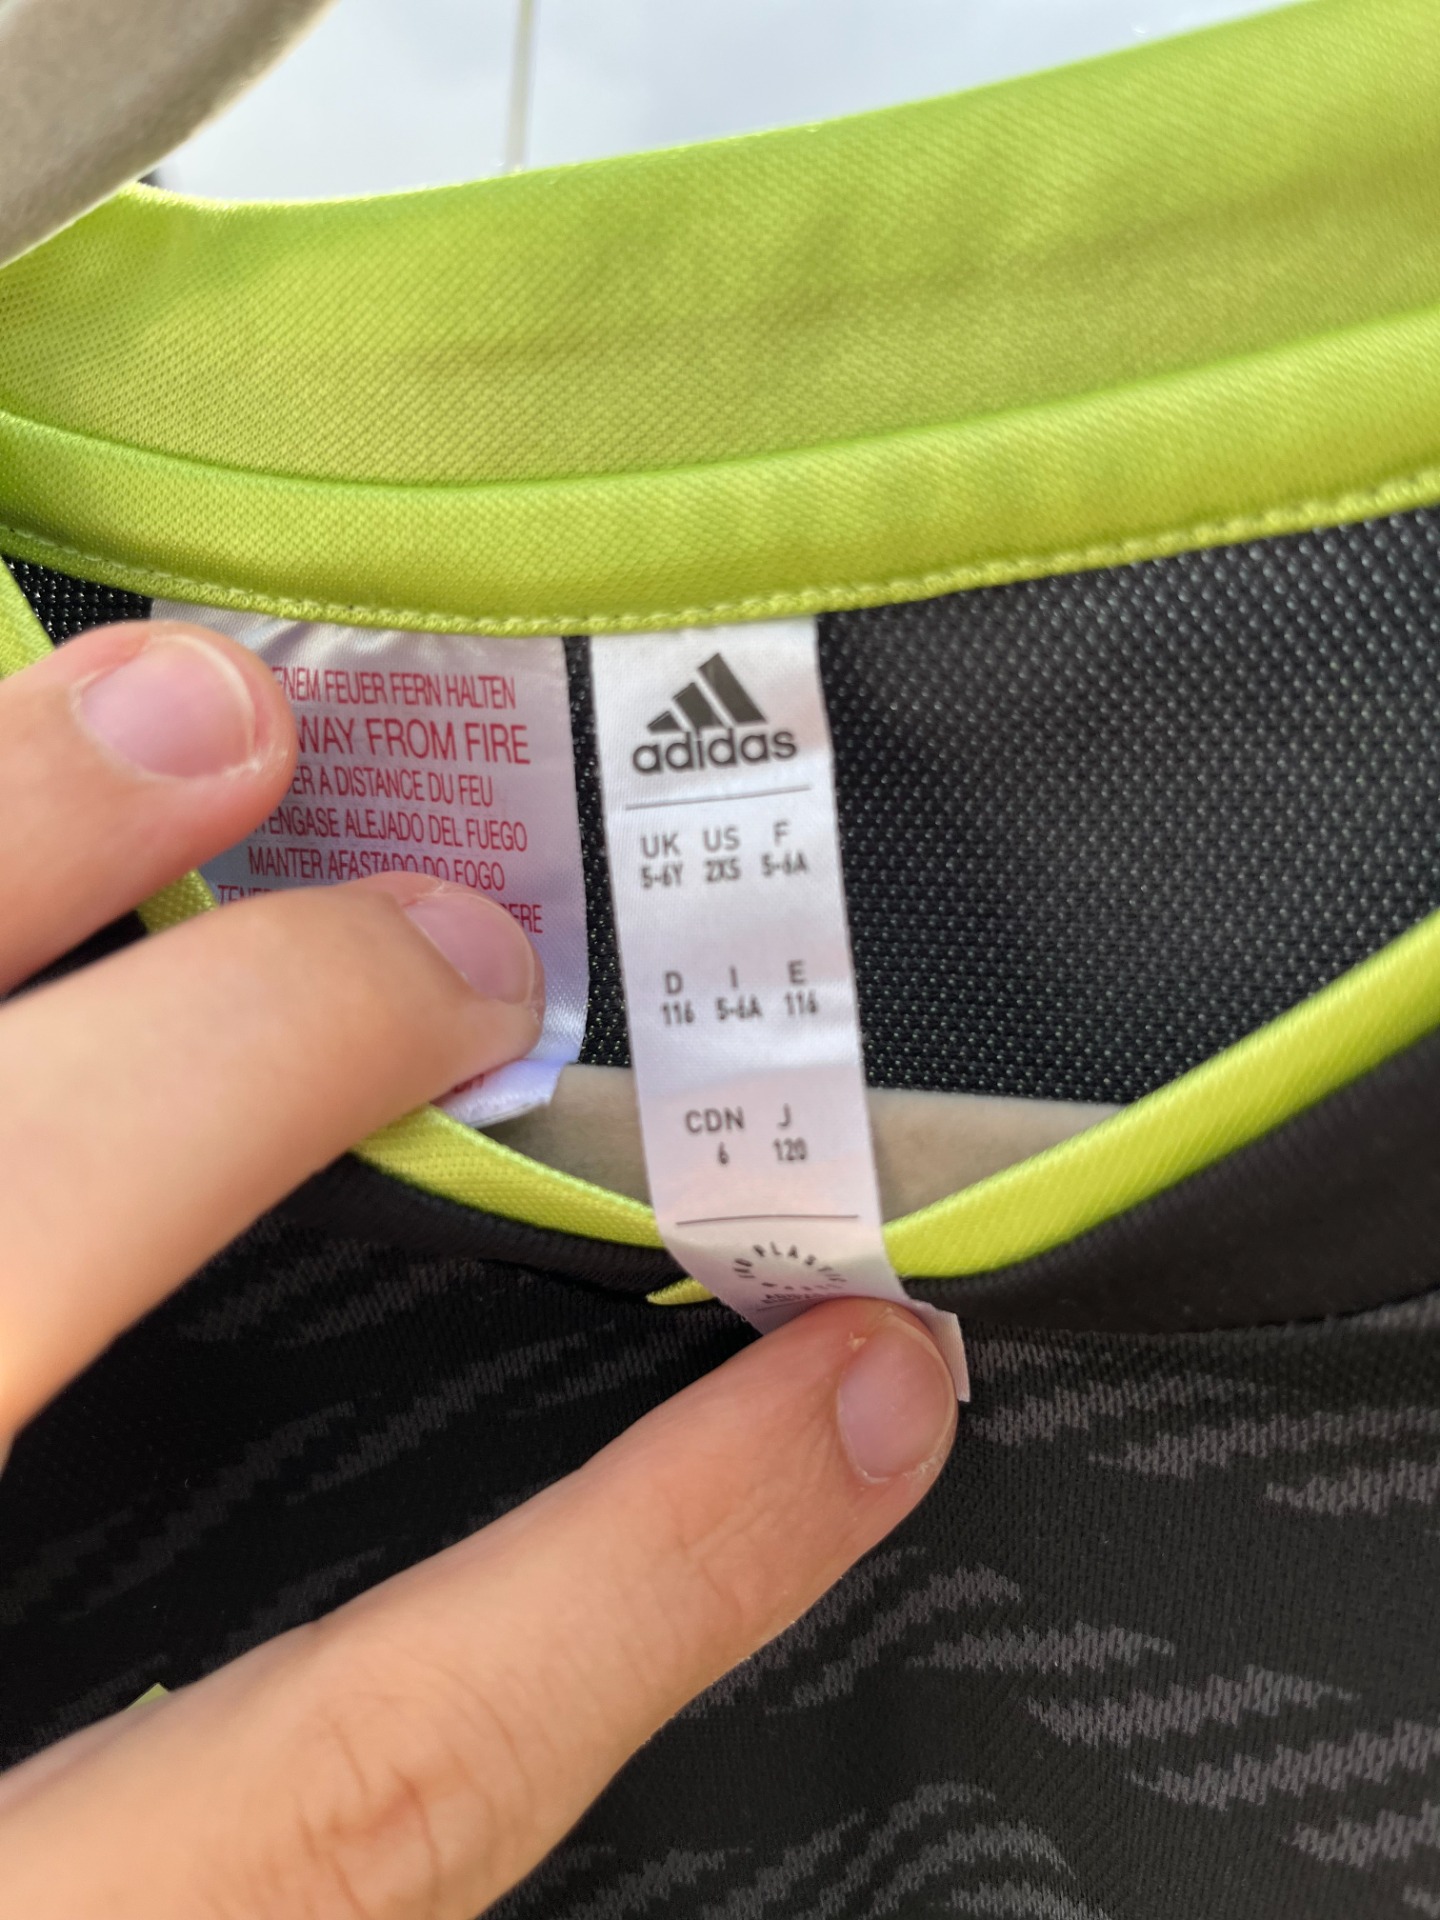 FEUER FERN HALTEN
FROM FIRE
A DISTANCE DU FEU
ALEJADO DEL FUEGO
MANTER AFASTADO DO FOGO
adidas
UK US F
5-6Y 2XS 5-6A
D I E
116 5-6A 116
CDN J
6 120
END PLASTIC